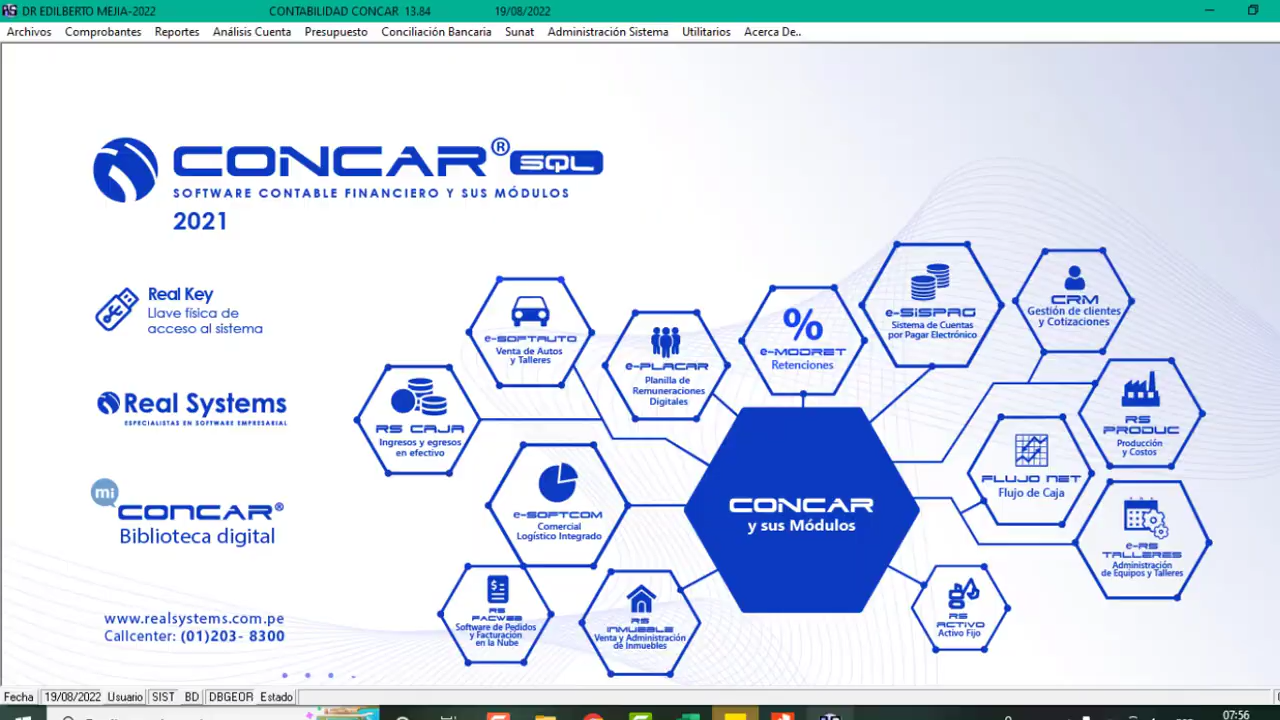 DR EDILBERTO MEJIA-2022 CONTABILIDAD CONCAR 13.84 19/08/2022
Archivos Comprobantes Reportes Análisis Cuenta Presupuesto Conciliación Bancaria Sunat Administración Sistema Utilitarios Acerca De..
CONCAR® SQL
SOFTWARE CONTABLE FINANCIERO Y SUS MÓDULOS
2021
Real Key
Llave física de
acceso al sistema
Real Systems
ESPECIALISTAS EN SOFTWARE EMPRESARIAL
mi
CONCAR®
Biblioteca digital
www.realsystems.com.pe
Callcenter: (01)203- 8300
e-SOFTAUTO
Venta de Autos
y Talleres
e-PLACAR
Planilla de
Remuneraciones
Digitales
%
e-MODRET
Retenciones
e-SISPAG
Sistema de Cuentas
por Pagar Electrónico
CRM
Gestión de clientes
y Cotizaciones
RS CAJA
Ingresos y egresos
en efectivo
RS
PRODUC
Producción
y Costos
FLUJO NET
Flujo de Caja
e-SOFTCOM
Comercial
Logístico Integrado
CONCAR
y sus Módulos
e-RS
TALLERES
Administración
de Equipos y Talleres
RS
FACWEB
Software de Pedidos
y Facturación
en la Nube
RS
INMUEBLE
Venta y Administración
de Inmuebles
RS
ACTIVO
Activo Fijo
Fecha 19/08/2022 Usuario SIST BD DBGEOR Estado
07:56